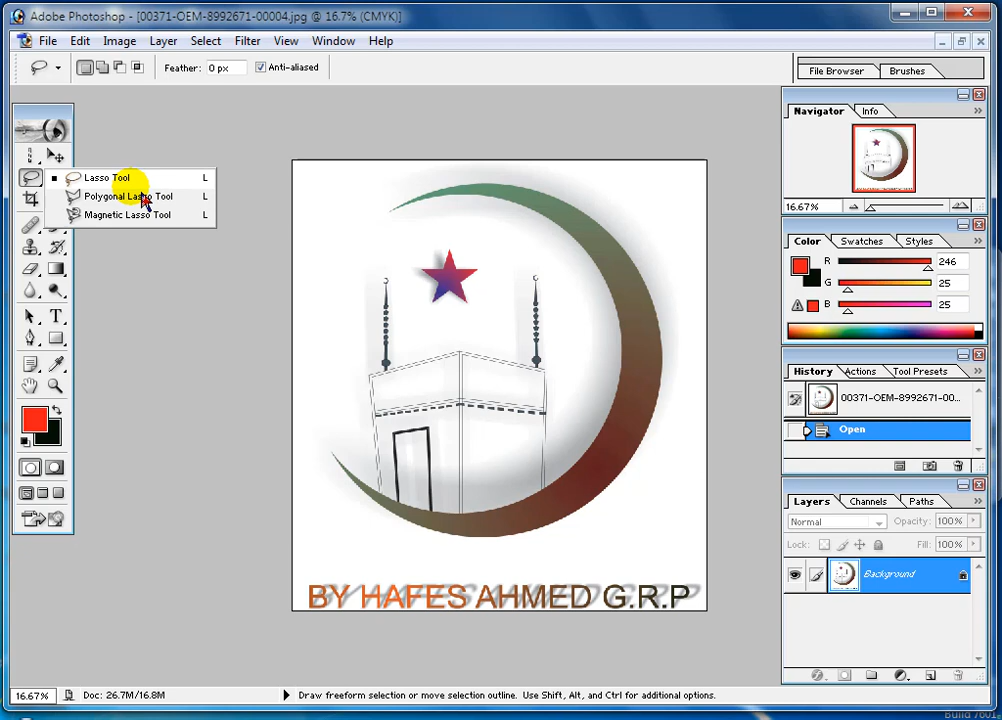 Adobe Photoshop - [00371-OEM-8992671-00004.jpg @ 16.7% (CMYK)]
File Edit Image Layer Select Filter View Window Help
Feather: 0 px Anti-aliased
File Browser Brushes
Lasso Tool L
Polygonal Lasso Tool L
Magnetic Lasso Tool L
T
BY HAFES AHMED G.R.P
Navigator Info
16.67%
Color Swatches Styles
R 246
G 25
B 25
History Actions Tool Presets
00371-OEM-8992671-00...
Open
Layers Channels Paths
Normal Opacity: 100%
Lock: Fill: 100%
Background
16.67% Doc: 26.7M/16.8M Draw freeform selection or move selection outline. Use Shift, Alt, and Ctrl for additional options.
Build 7601